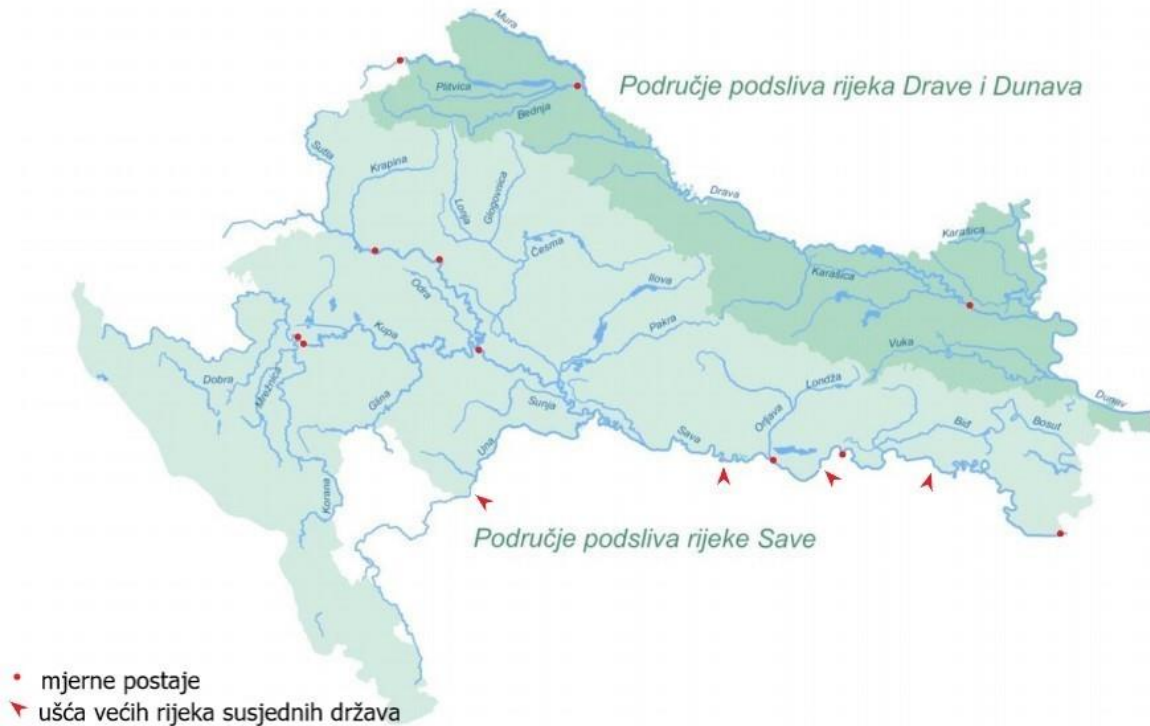 Mura
Područje podsliva rijeka Drave i Dunava
Plitvica
Bednja
Sutla
Krapina
Lonja
Glogovnica
Drava
Česma
Karašica
Ilova
Karašica
Odra
Pakra
Kupa
Vuka
Dobra
Mrežnica
Glina
Londža
Dunav
Sunja
Orljava
Sava
Una
Biđ
Bosut
Korana
Područje podsliva rijeke Save
mjerne postaje
ušća većih rijeka susjednih država